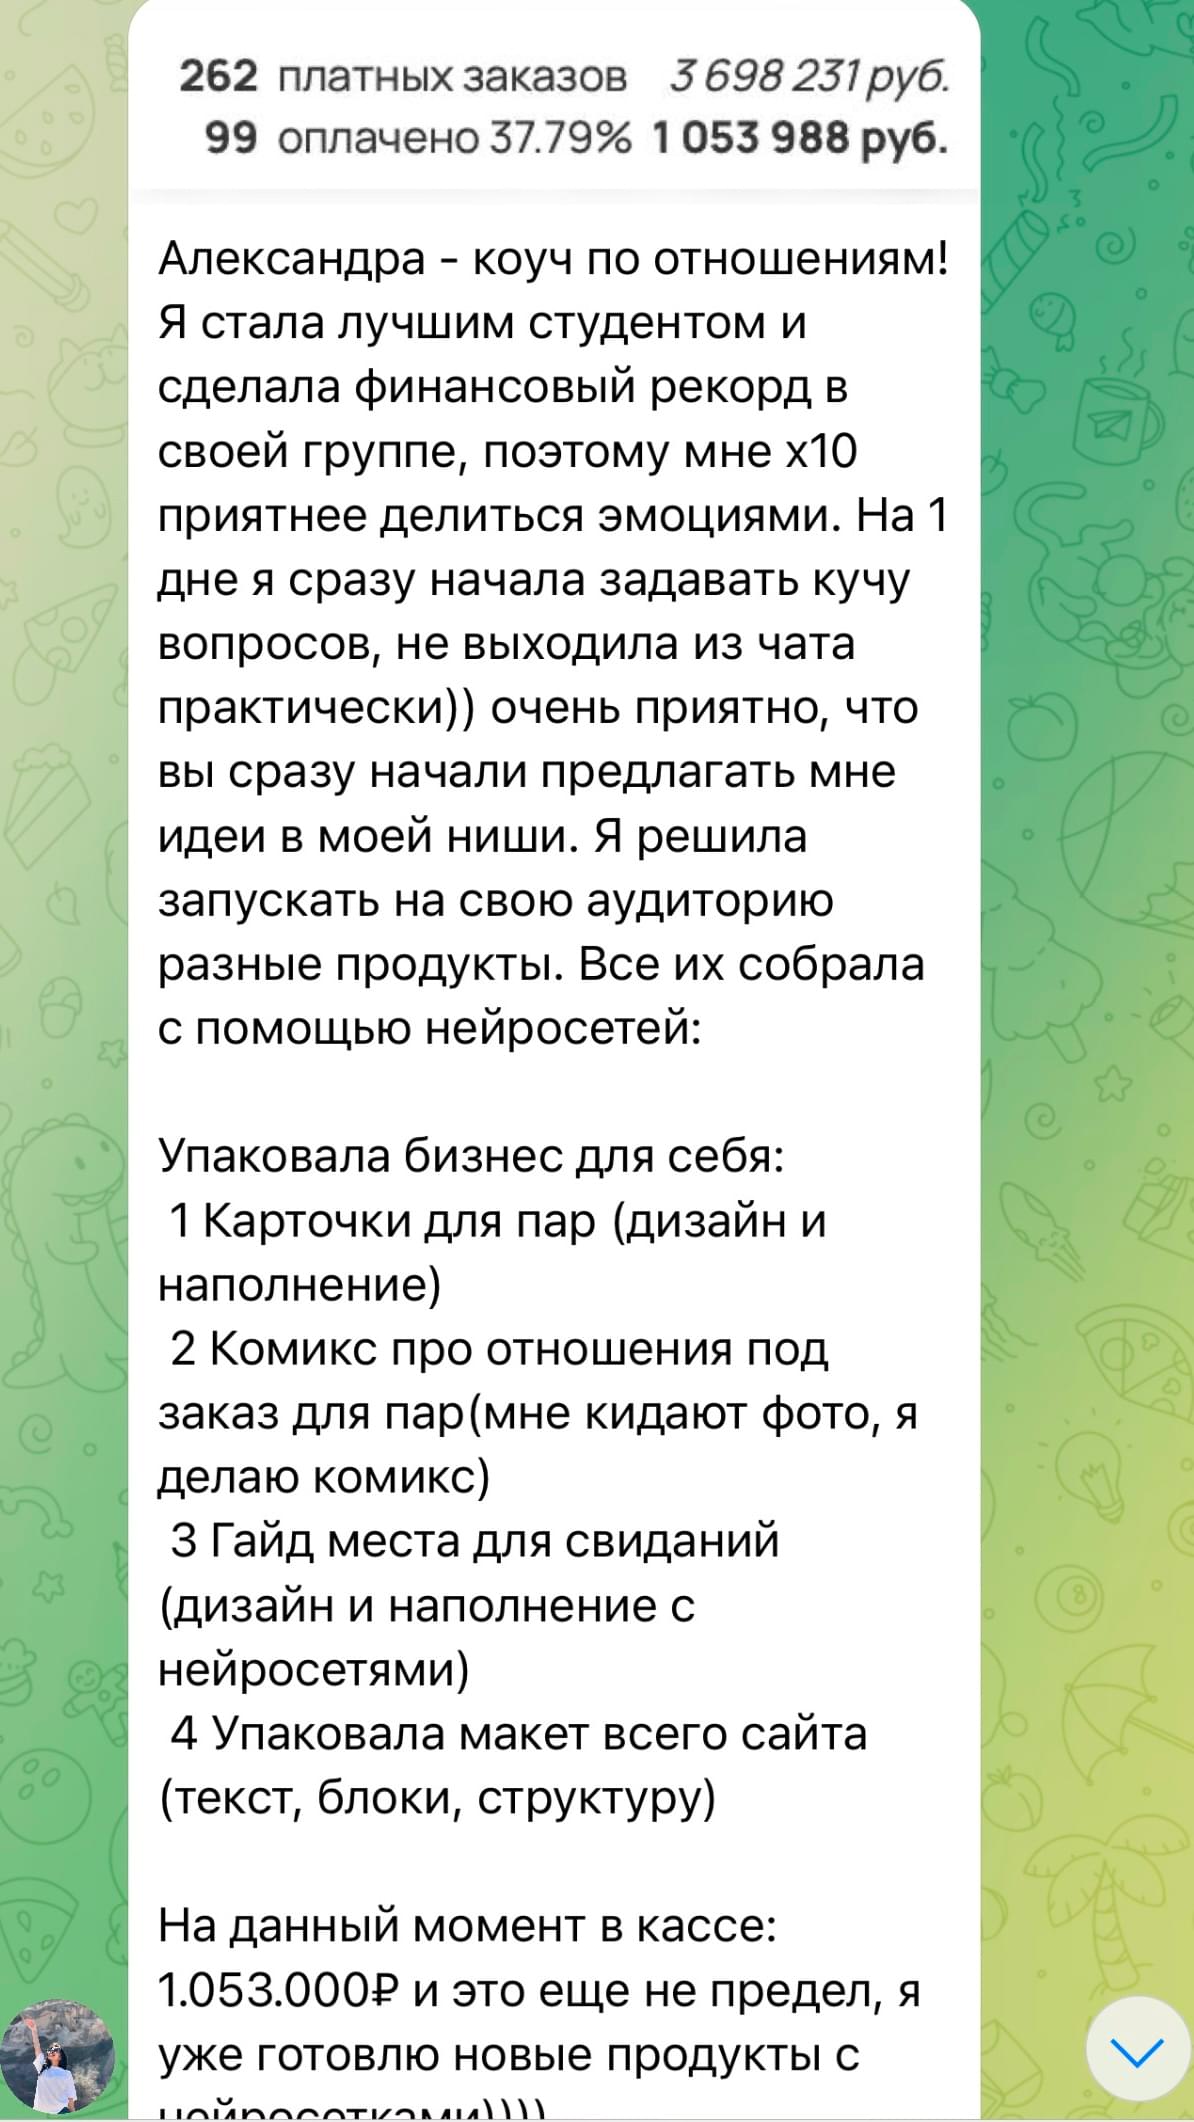 262 платных заказов 3 698 231 руб.
99 оплачено 37.79% 1 053 988 руб.
Александра - коуч по отношениям!
Я стала лучшим студентом и
сделала финансовый рекорд в
своей группе, поэтому мне х10
приятнее делиться эмоциями. На 1
дне я сразу начала задавать кучу
вопросов, не выходила из чата
практически)) очень приятно, что
вы сразу начали предлагать мне
идеи в моей ниши. Я решила
запускать на свою аудиторию
разные продукты. Все их собрала
с помощью нейросетей:
Упаковала бизнес для себя:
1 Карточки для пар (дизайн и
наполнение)
2 Комикс про отношения под
заказ для пар(мне кидают фото, я
делаю комикс)
3 Гайд места для свиданий
(дизайн и наполнение с
нейросетями)
4 Упаковала макет всего сайта
(текст, блоки, структуру)
На данный момент в кассе:
1.053.000₽ и это еще не предел, я
уже готовлю новые продукты с
нейросетками))))